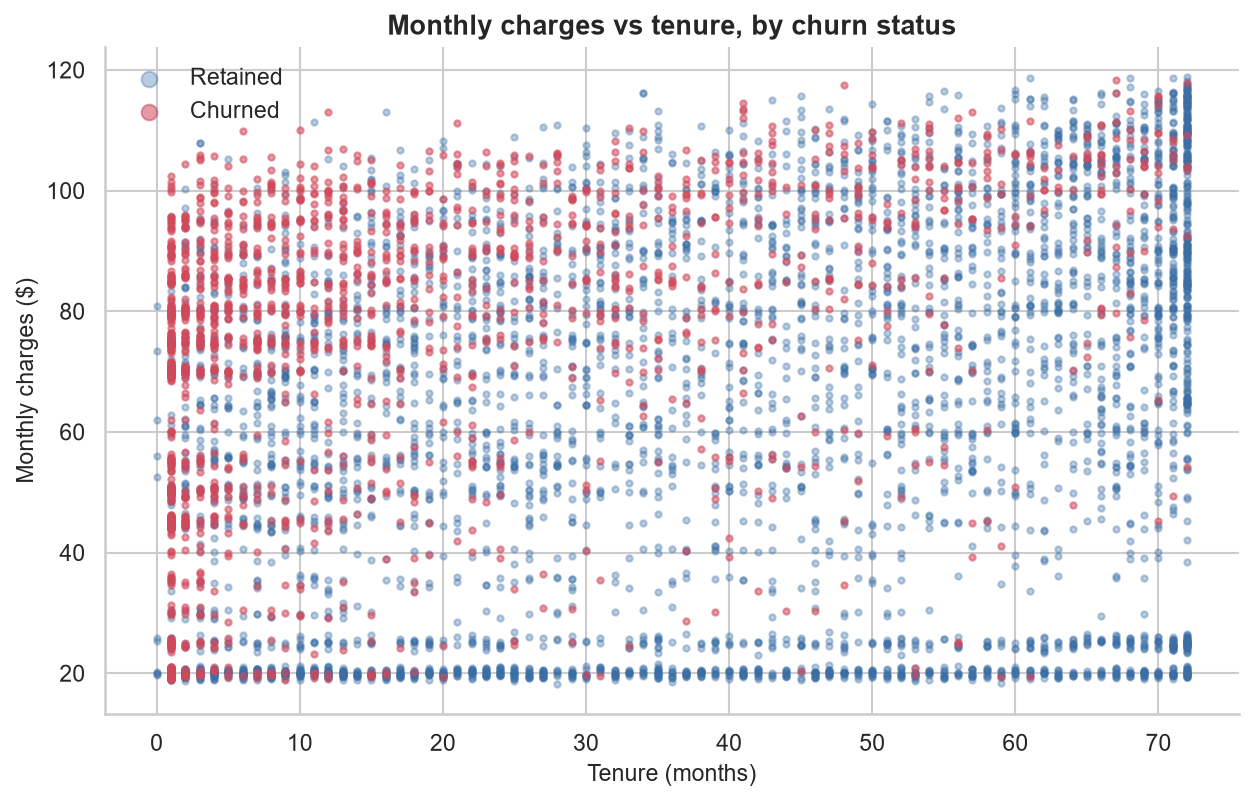 Monthly charges vs tenure, by churn status
Retained
Churned
Monthly charges ($)
120
100
80
60
40
20
0 10 20 30 40 50 60 70
Tenure (months)